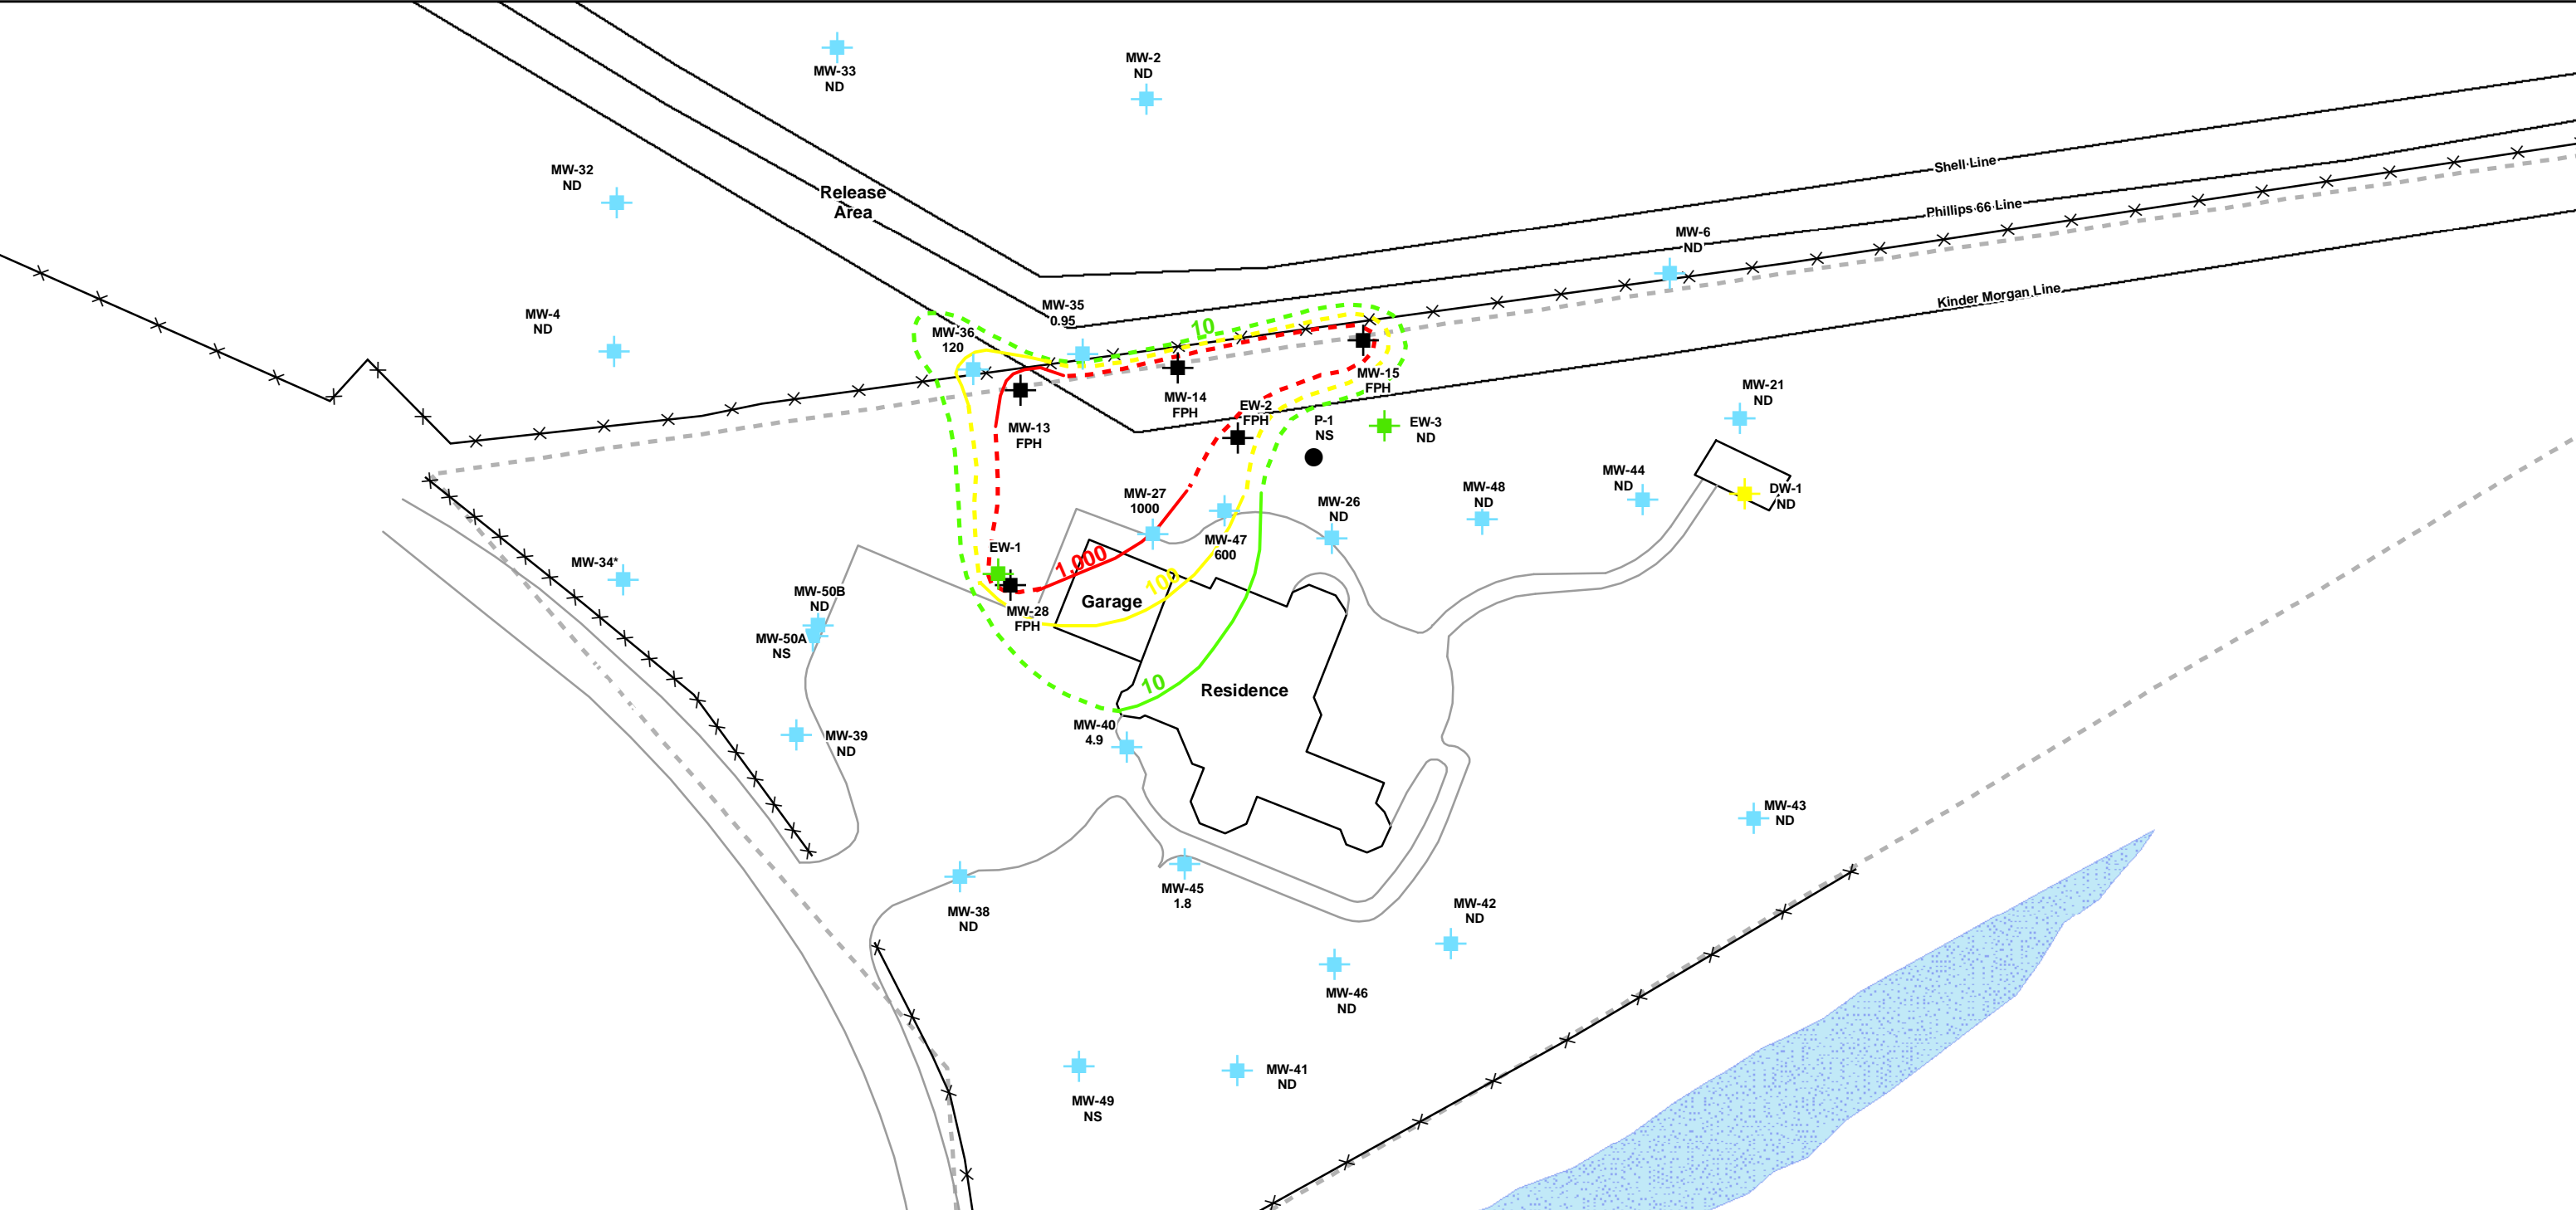 MW-33
ND
MW-2
ND
MW-32
ND
Release
Area
Shell Line
Phillips 66 Line
MW-6
ND
Kinder Morgan Line
MW-4
ND
MW-35
0.95
MW-36
120
10
MW-15
FPH
MW-14
FPH
EW-2
FPH
MW-13
FPH
P-1
NS
EW-3
ND
MW-21
ND
MW-44
ND
DW-1
ND
MW-48
ND
MW-27
1000
MW-26
ND
MW-47
600
EW-1
1,000
100
MW-34*
MW-50B
ND
MW-50A
NS
Garage
MW-28
FPH
10
Residence
MW-40
4.9
MW-39
ND
MW-43
ND
MW-45
1.8
MW-38
ND
MW-42
ND
MW-46
ND
MW-41
ND
MW-49
NS